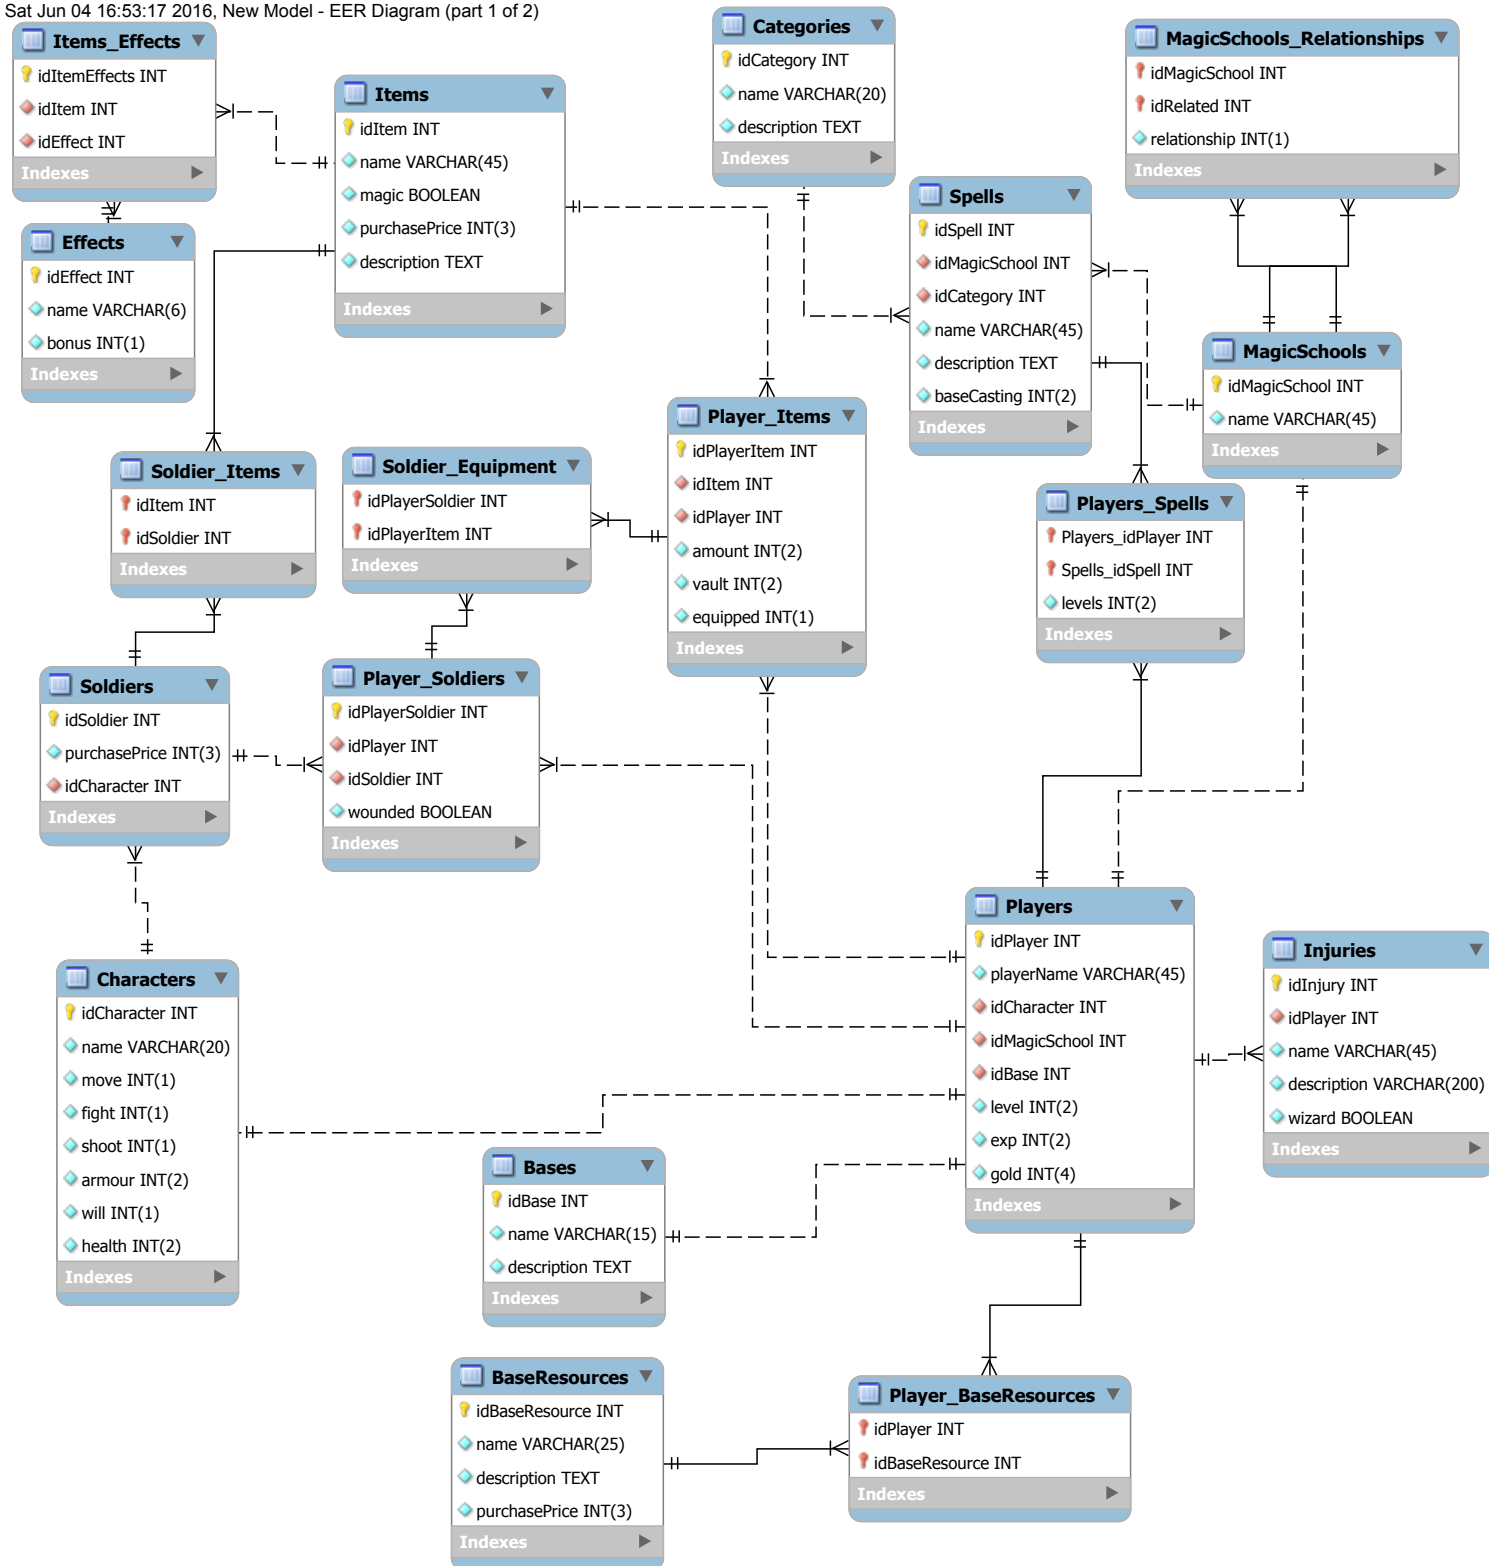 Sat Jun 04 16:53:17 2016, New Model - EER Diagram (part 1 of 2)
Items_Effects
idItemEffects INT
idItem INT
idEffect INT
Indexes
Effects
idEffect INT
name VARCHAR(6)
bonus INT(1)
Indexes
Items
idItem INT
name VARCHAR(45)
magic BOOLEAN
purchasePrice INT(3)
description TEXT
Indexes
Categories
idCategory INT
name VARCHAR(20)
description TEXT
Indexes
MagicSchools_Relationships
idMagicSchool INT
idRelated INT
relationship INT(1)
Indexes
Spells
idSpell INT
idMagicSchool INT
idCategory INT
name VARCHAR(45)
description TEXT
baseCasting INT(2)
Indexes
MagicSchools
idMagicSchool INT
name VARCHAR(45)
Indexes
Soldier_Items
idItem INT
idSoldier INT
Indexes
Soldier_Equipment
idPlayerSoldier INT
idPlayerItem INT
Indexes
Player_Items
idPlayerItem INT
idItem INT
idPlayer INT
amount INT(2)
vault INT(2)
equipped INT(1)
Indexes
Players_Spells
Players_idPlayer INT
Spells_idSpell INT
levels INT(2)
Indexes
Soldiers
idSoldier INT
purchasePrice INT(3)
idCharacter INT
Indexes
Player_Soldiers
idPlayerSoldier INT
idPlayer INT
idSoldier INT
wounded BOOLEAN
Indexes
Players
idPlayer INT
playerName VARCHAR(45)
idCharacter INT
idMagicSchool INT
idBase INT
level INT(2)
exp INT(2)
gold INT(4)
Indexes
Injuries
idInjury INT
idPlayer INT
name VARCHAR(45)
description VARCHAR(200)
wizard BOOLEAN
Indexes
Characters
idCharacter INT
name VARCHAR(20)
move INT(1)
fight INT(1)
shoot INT(1)
armour INT(2)
will INT(1)
health INT(2)
Indexes
Bases
idBase INT
name VARCHAR(15)
description TEXT
Indexes
BaseResources
idBaseResource INT
name VARCHAR(25)
description TEXT
purchasePrice INT(3)
Indexes
Player_BaseResources
idPlayer INT
idBaseResource INT
Indexes